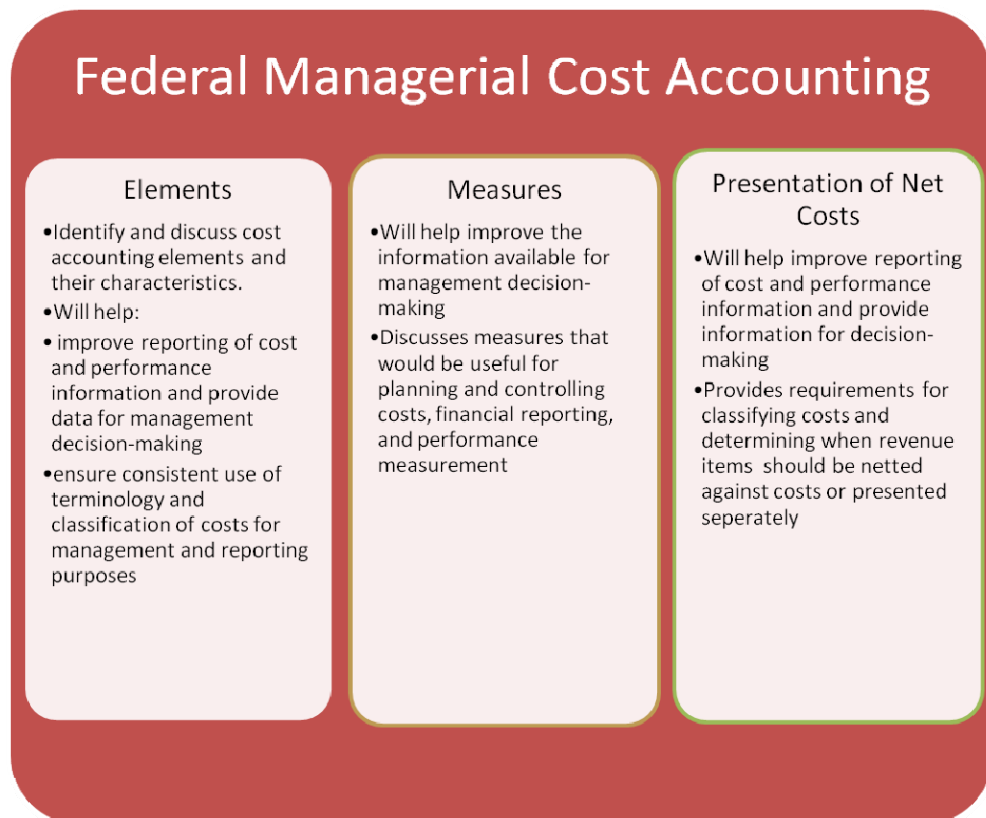 Federal Managerial Cost Accounting
Elements
•Identify and discuss cost
accounting elements and
their characteristics.
•Will help:
• improve reporting of cost
and performance
information and provide
data for management
decision-making
•ensure consistent use of
terminology and
classification of costs for
management and reporting
purposes
Measures
•Will help improve the
information available for
management decision-
making
•Discusses measures that
would be useful for
planning and controlling
costs, financial reporting,
and performance
measurement
Presentation of Net
Costs
•Will help improve reporting
of cost and performance
information and provide
information for decision-
making
•Provides requirements for
classifying costs and
determining when revenue
items should be netted
against costs or presented
seperately